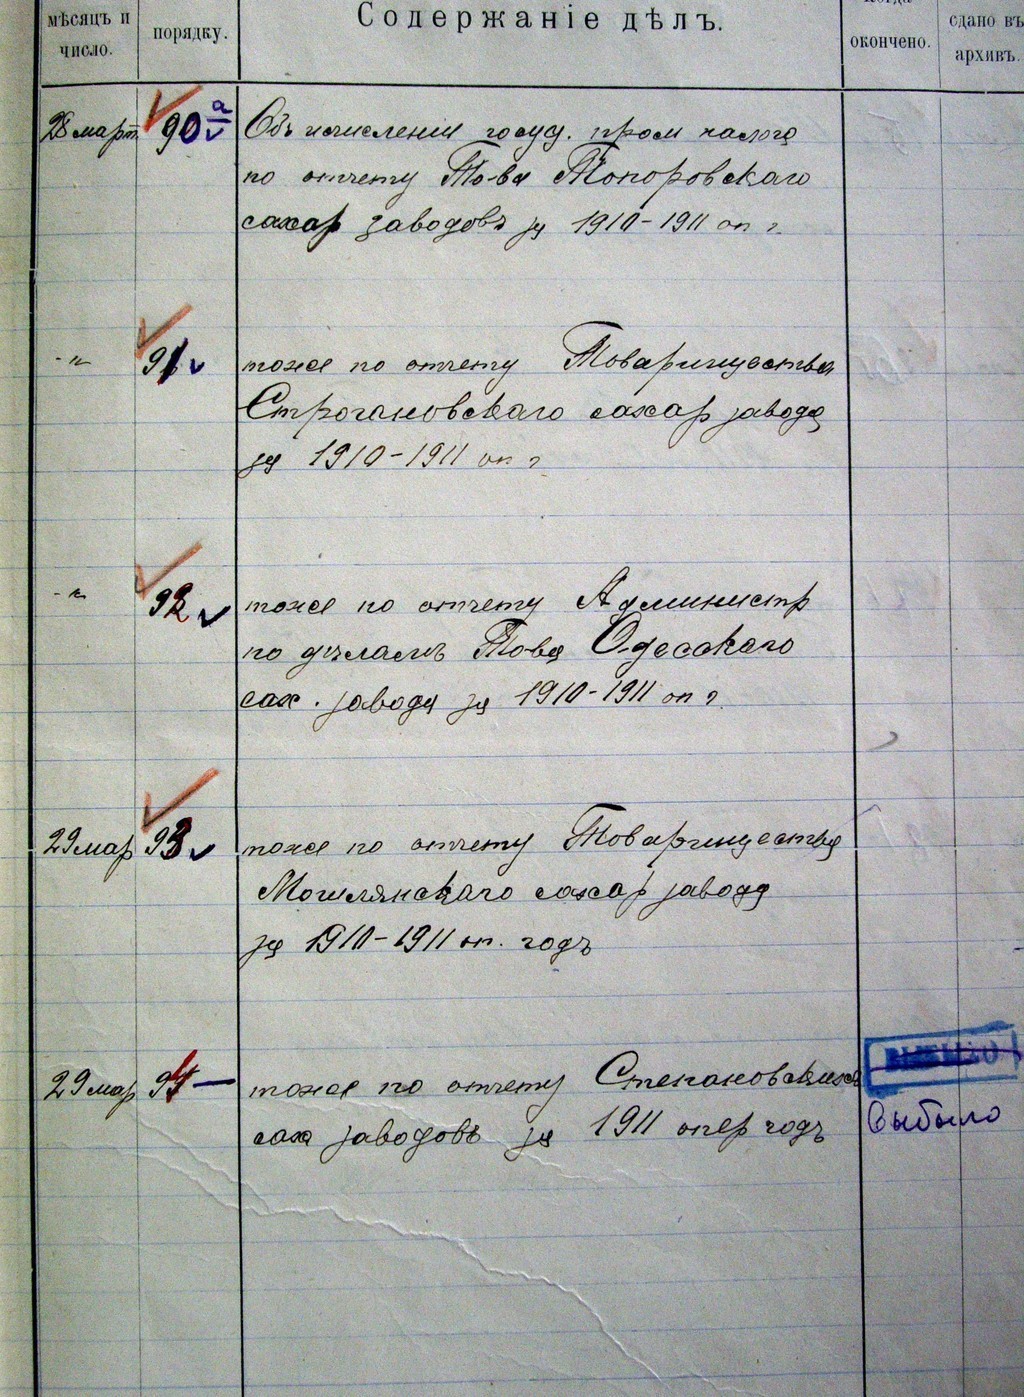 мѣсяцъ и
число.
порядку.
Содержаніе дѣлъ.
окончено.
сдано въ
архивъ.
28 март. 90 а Объ исчисленіи госуд. пром налога
по отчету Т-ва Топоровскаго
сахар заводовъ за 1910-1911 оп г.
-"- 91 тоже по отчету Товарищества
Строгановскаго сахар завода
за 1910-1911 оп г
-"- 92 тоже по отчету Администр
по дѣламъ Т-ва Одесскаго
сах. завода за 1910-1911 оп г.
29 мар 93 тоже по отчету Товарищества
сахар завода
за 1910-1911 оп. годъ
29 мар 94 — тоже по отчету Степановскихъ
сах заводовъ за 1911 опер годъ
ВЫБЫЛО
Выбыло